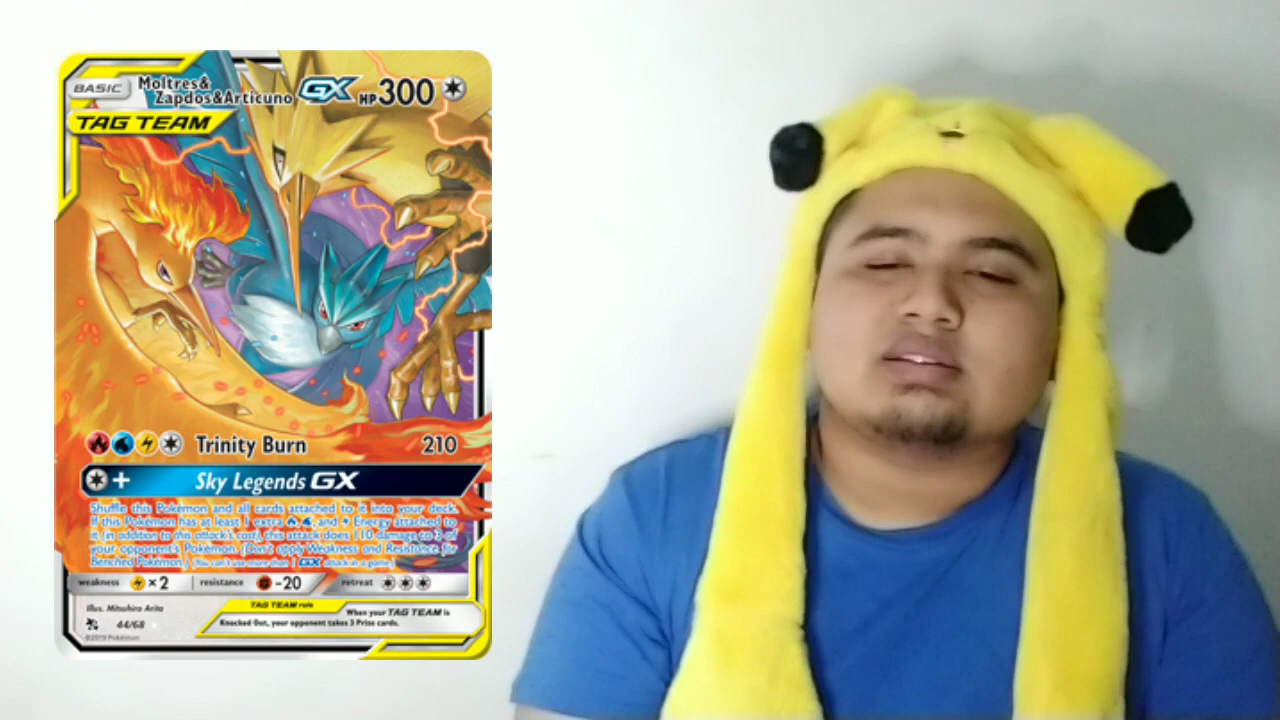 BASIC Moltres& Zapdos&Articuno GX HP 300
TAG TEAM
Trinity Burn 210
+ Sky Legends GX
Shuffle this Pokémon and all cards attached to it into your deck.
If this Pokémon has at least 1 extra , , and Energy attached to
it (in addition to this attack's cost), this attack does 110 damage to 3 of
your opponent's Pokémon. (Don't apply Weakness and Resistance for
Benched Pokémon.) (You can't use more than 1 GX attack in a game.)
weakness ×2 resistance -20 retreat
Illus. Mitsuhiro Arita
44/68
©2019 Pokémon
TAG TEAM rule
When your TAG TEAM is
Knocked Out, your opponent takes 3 Prize cards.